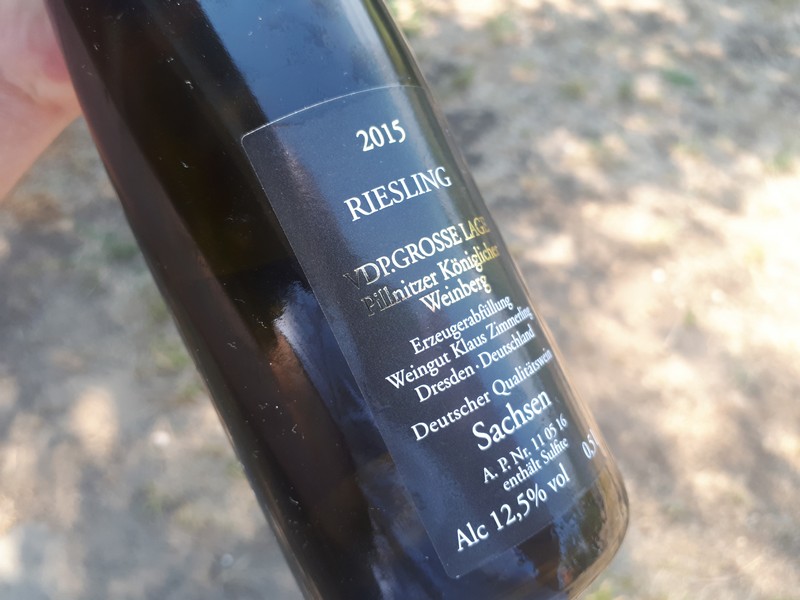 2015
RIESLING
VDP.GROSSE LAGE
Pillnitzer Königlicher
Weinberg
Erzeugerabfüllung
Weingut Klaus Zimmerling
Dresden · Deutschland
Deutscher Qualitätswein
Sachsen
A. P. Nr. 11 05 16
enthält Sulfite
Alc 12,5% vol